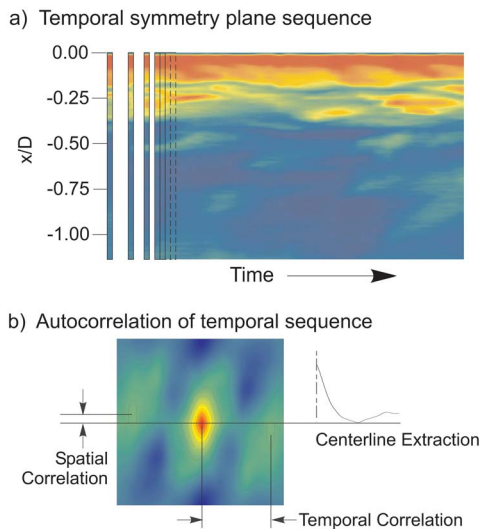 a) Temporal symmetry plane sequence
0.00
-0.25
-0.50
-0.75
-1.00
x/D
Time
b) Autocorrelation of temporal sequence
Spatial
Correlation
Centerline Extraction
Temporal Correlation